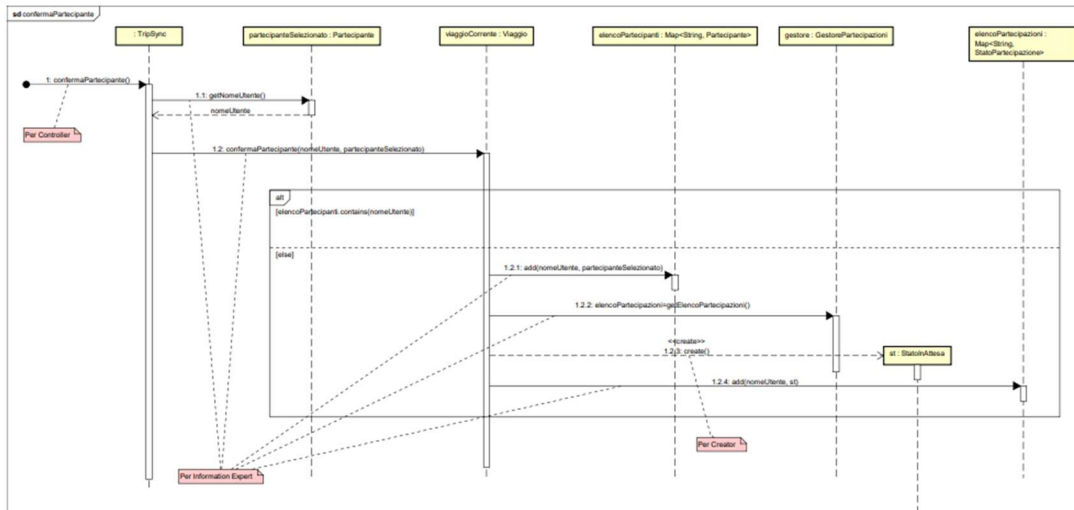 sd confermaPartecipante
: TripSync
partecipanteSelezionato : Partecipante
viaggioCorrente : Viaggio
elencoPartecipanti : Map<String, Partecipante>
gestore : GestorePartecipazioni
elencoPartecipazioni :
Map<String,
StatoPartecipazione>
1: confermaPartecipante()
1.1: getNomeUtente()
nomeUtente
Per Controller
1.2: confermaPartecipante(nomeUtente, partecipanteSelezionato)
alt
[elencoPartecipanti.contains(nomeUtente)]
[else]
1.2.1: add(nomeUtente, partecipanteSelezionato)
1.2.2: elencoPartecipazioni=getElencoPartecipazioni()
<<create>>
1.2.3: create()
st : StatoInAttesa
1.2.4: add(nomeUtente, st)
Per Creator
Per Information Expert